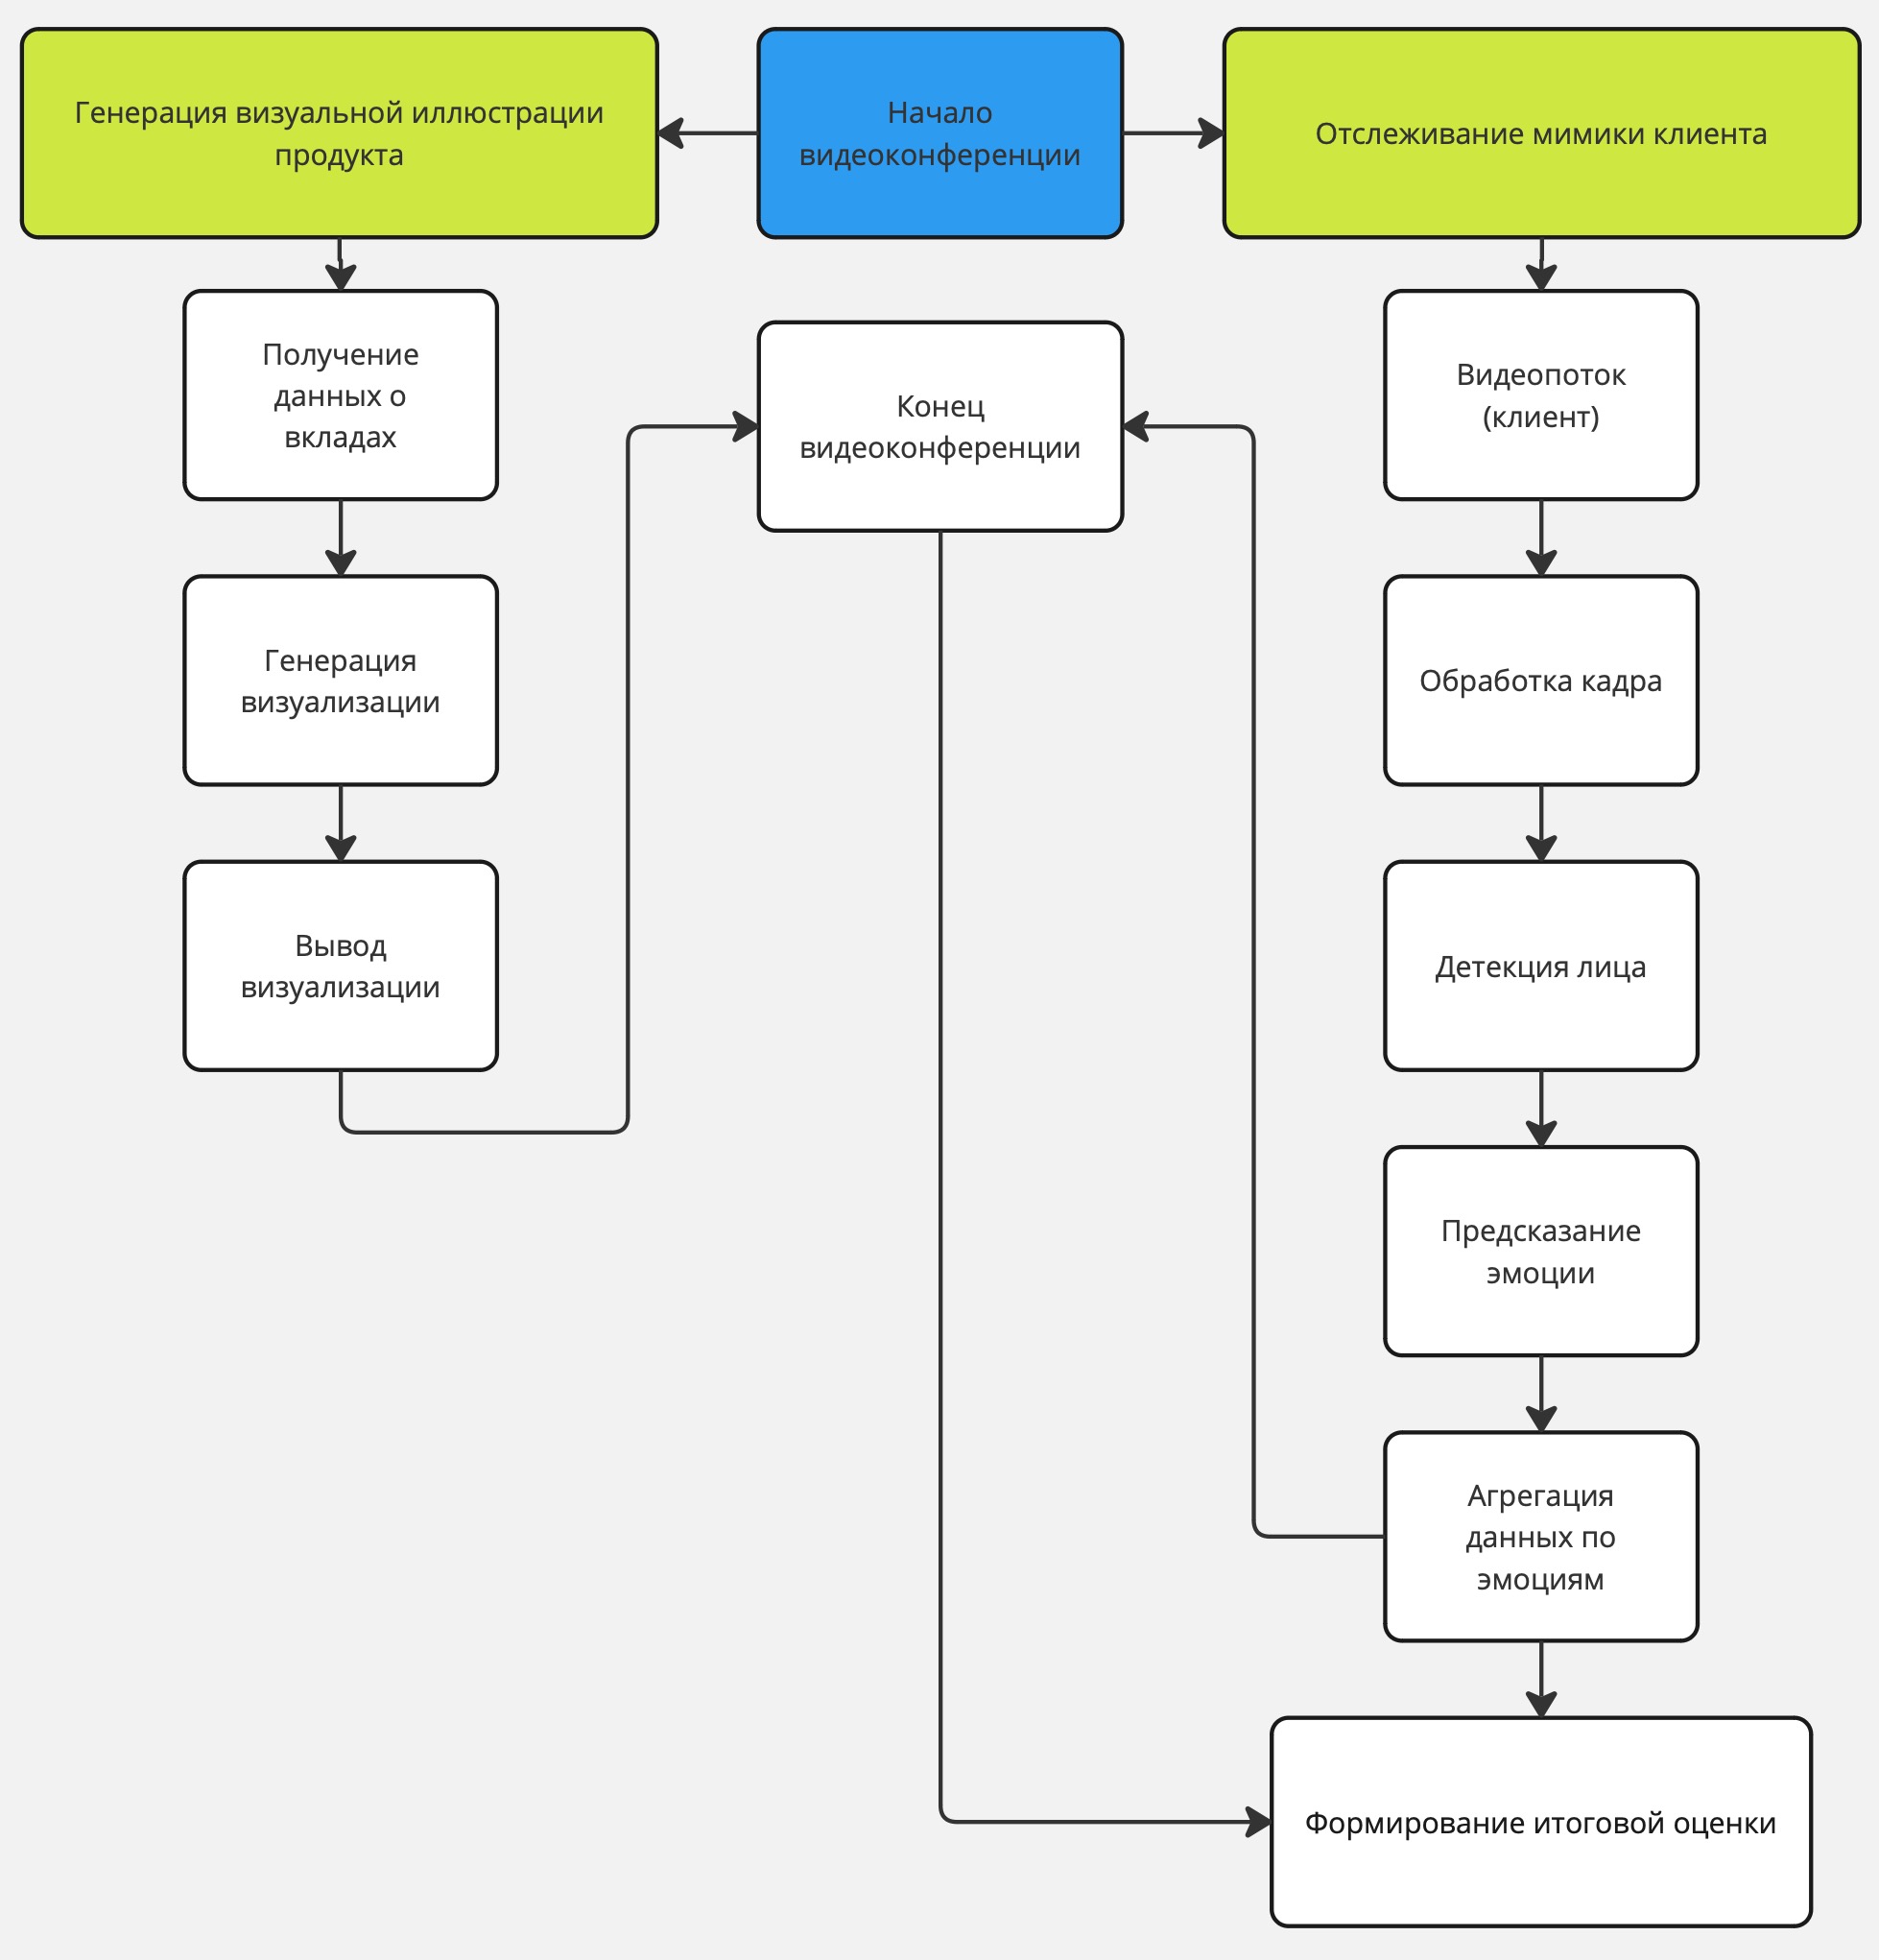 Генерация визуальной иллюстрации
продукта
Начало
видеоконференции
Отслеживание мимики клиента
Получение
данных о
вкладах
Конец
видеоконференции
Видеопоток
(клиент)
Генерация
визуализации
Обработка кадра
Вывод
визуализации
Детекция лица
Предсказание
эмоции
Агрегация
данных по
эмоциям
Формирование итоговой оценки